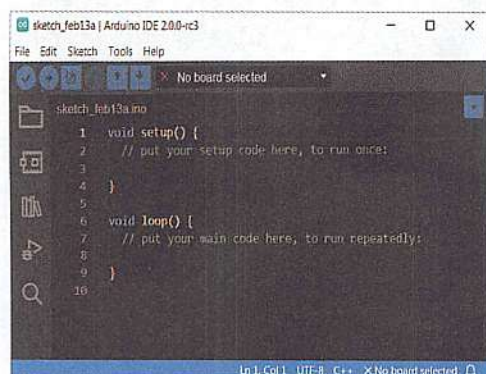 sketch_feb13a | Arduino IDE 2.0.0-rc3
File Edit Sketch Tools Help
No board selected
sketch_feb13a.ino
1 void setup() {
2 // put your setup code here, to run once:
3
4 }
5
6 void loop() {
7 // put your main code here, to run repeatedly:
8
9 }
10
Ln 1, Col 1 UTF-8 C++ × No board selected